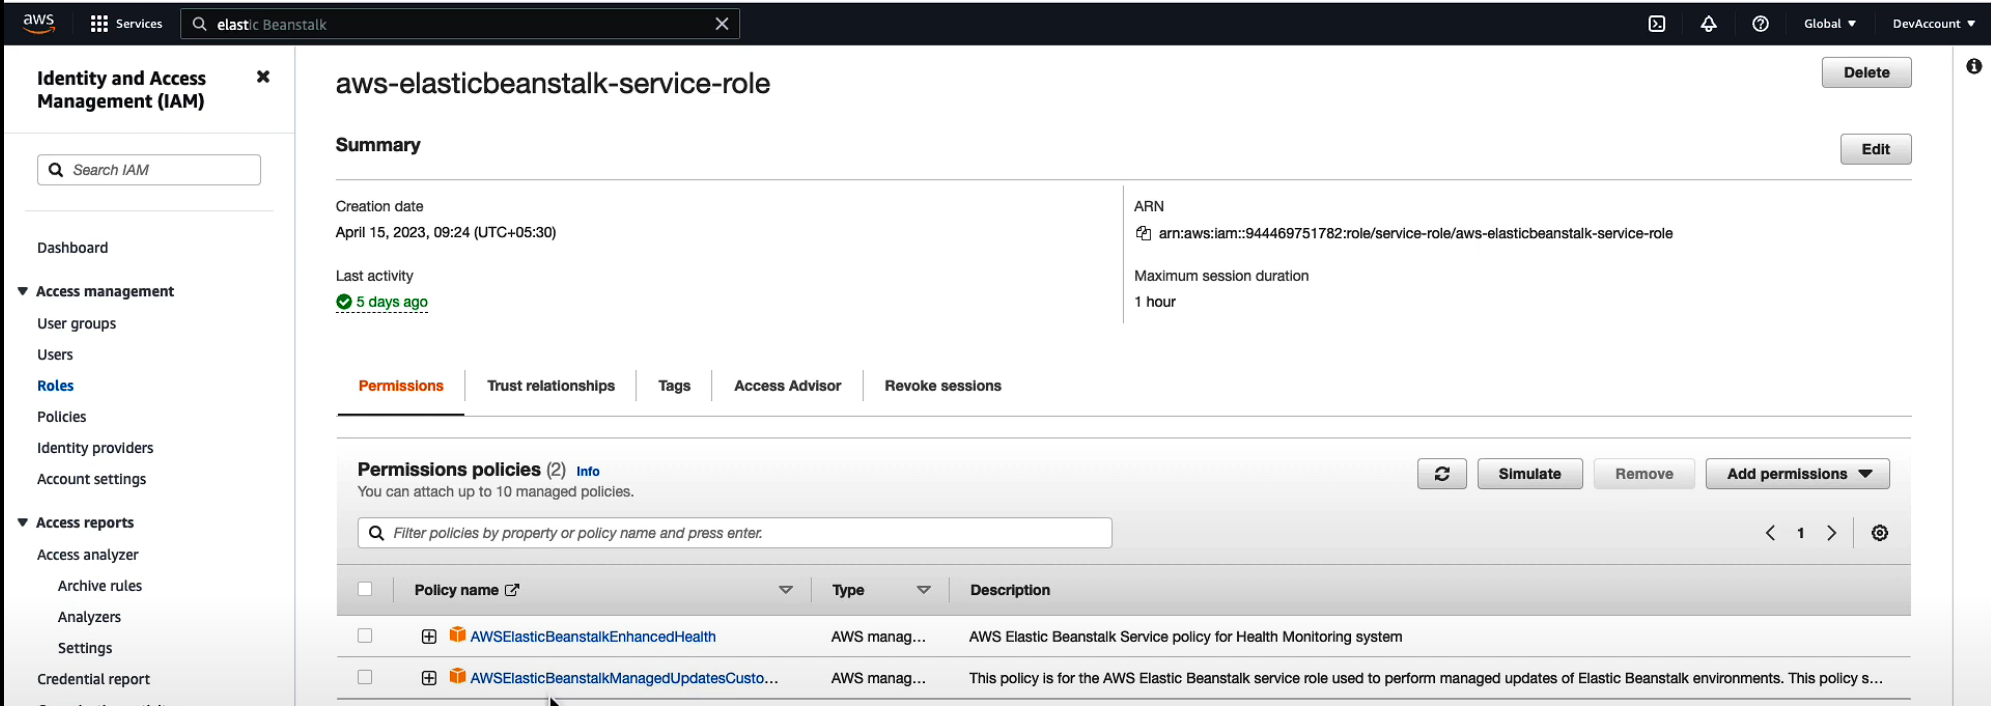 aws
Services
elastic Beanstalk
Global
DevAccount
Identity and Access
Management (IAM)
Search IAM
Dashboard
Access management
User groups
Users
Roles
Policies
Identity providers
Account settings
Access reports
Access analyzer
Archive rules
Analyzers
Settings
Credential report
aws-elasticbeanstalk-service-role
Delete
Summary
Edit
Creation date
April 15, 2023, 09:24 (UTC+05:30)
ARN
arn:aws:iam::944469751782:role/service-role/aws-elasticbeanstalk-service-role
Last activity
5 days ago
Maximum session duration
1 hour
Permissions
Trust relationships
Tags
Access Advisor
Revoke sessions
Permissions policies (2) Info
You can attach up to 10 managed policies.
Simulate
Remove
Add permissions
Filter policies by property or policy name and press enter.
1
Policy name
Type
Description
AWSElasticBeanstalkEnhancedHealth
AWS manag...
AWS Elastic Beanstalk Service policy for Health Monitoring system
AWSElasticBeanstalkManagedUpdatesCusto...
AWS manag...
This policy is for the AWS Elastic Beanstalk service role used to perform managed updates of Elastic Beanstalk environments. This policy s...